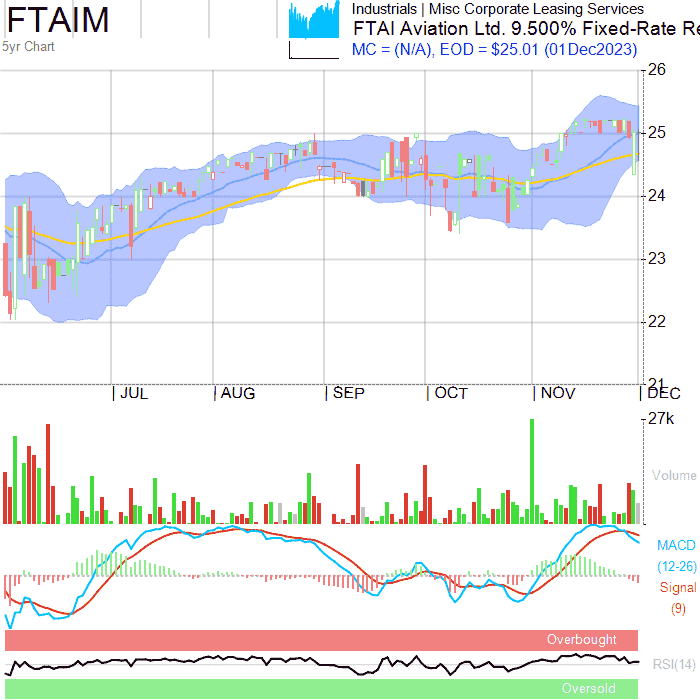 FTAIM
5yr Chart
Industrials | Misc Corporate Leasing Services
FTAI Aviation Ltd. 9.500% Fixed-Rate Re
MC = (N/A), EOD = $25.01 (01Dec2023)
26
25
24
23
22
21
| JUL | AUG | SEP | OCT | NOV | DEC
27k
Volume
MACD
(12-26)
Signal
(9)
Overbought
RSI(14)
Oversold